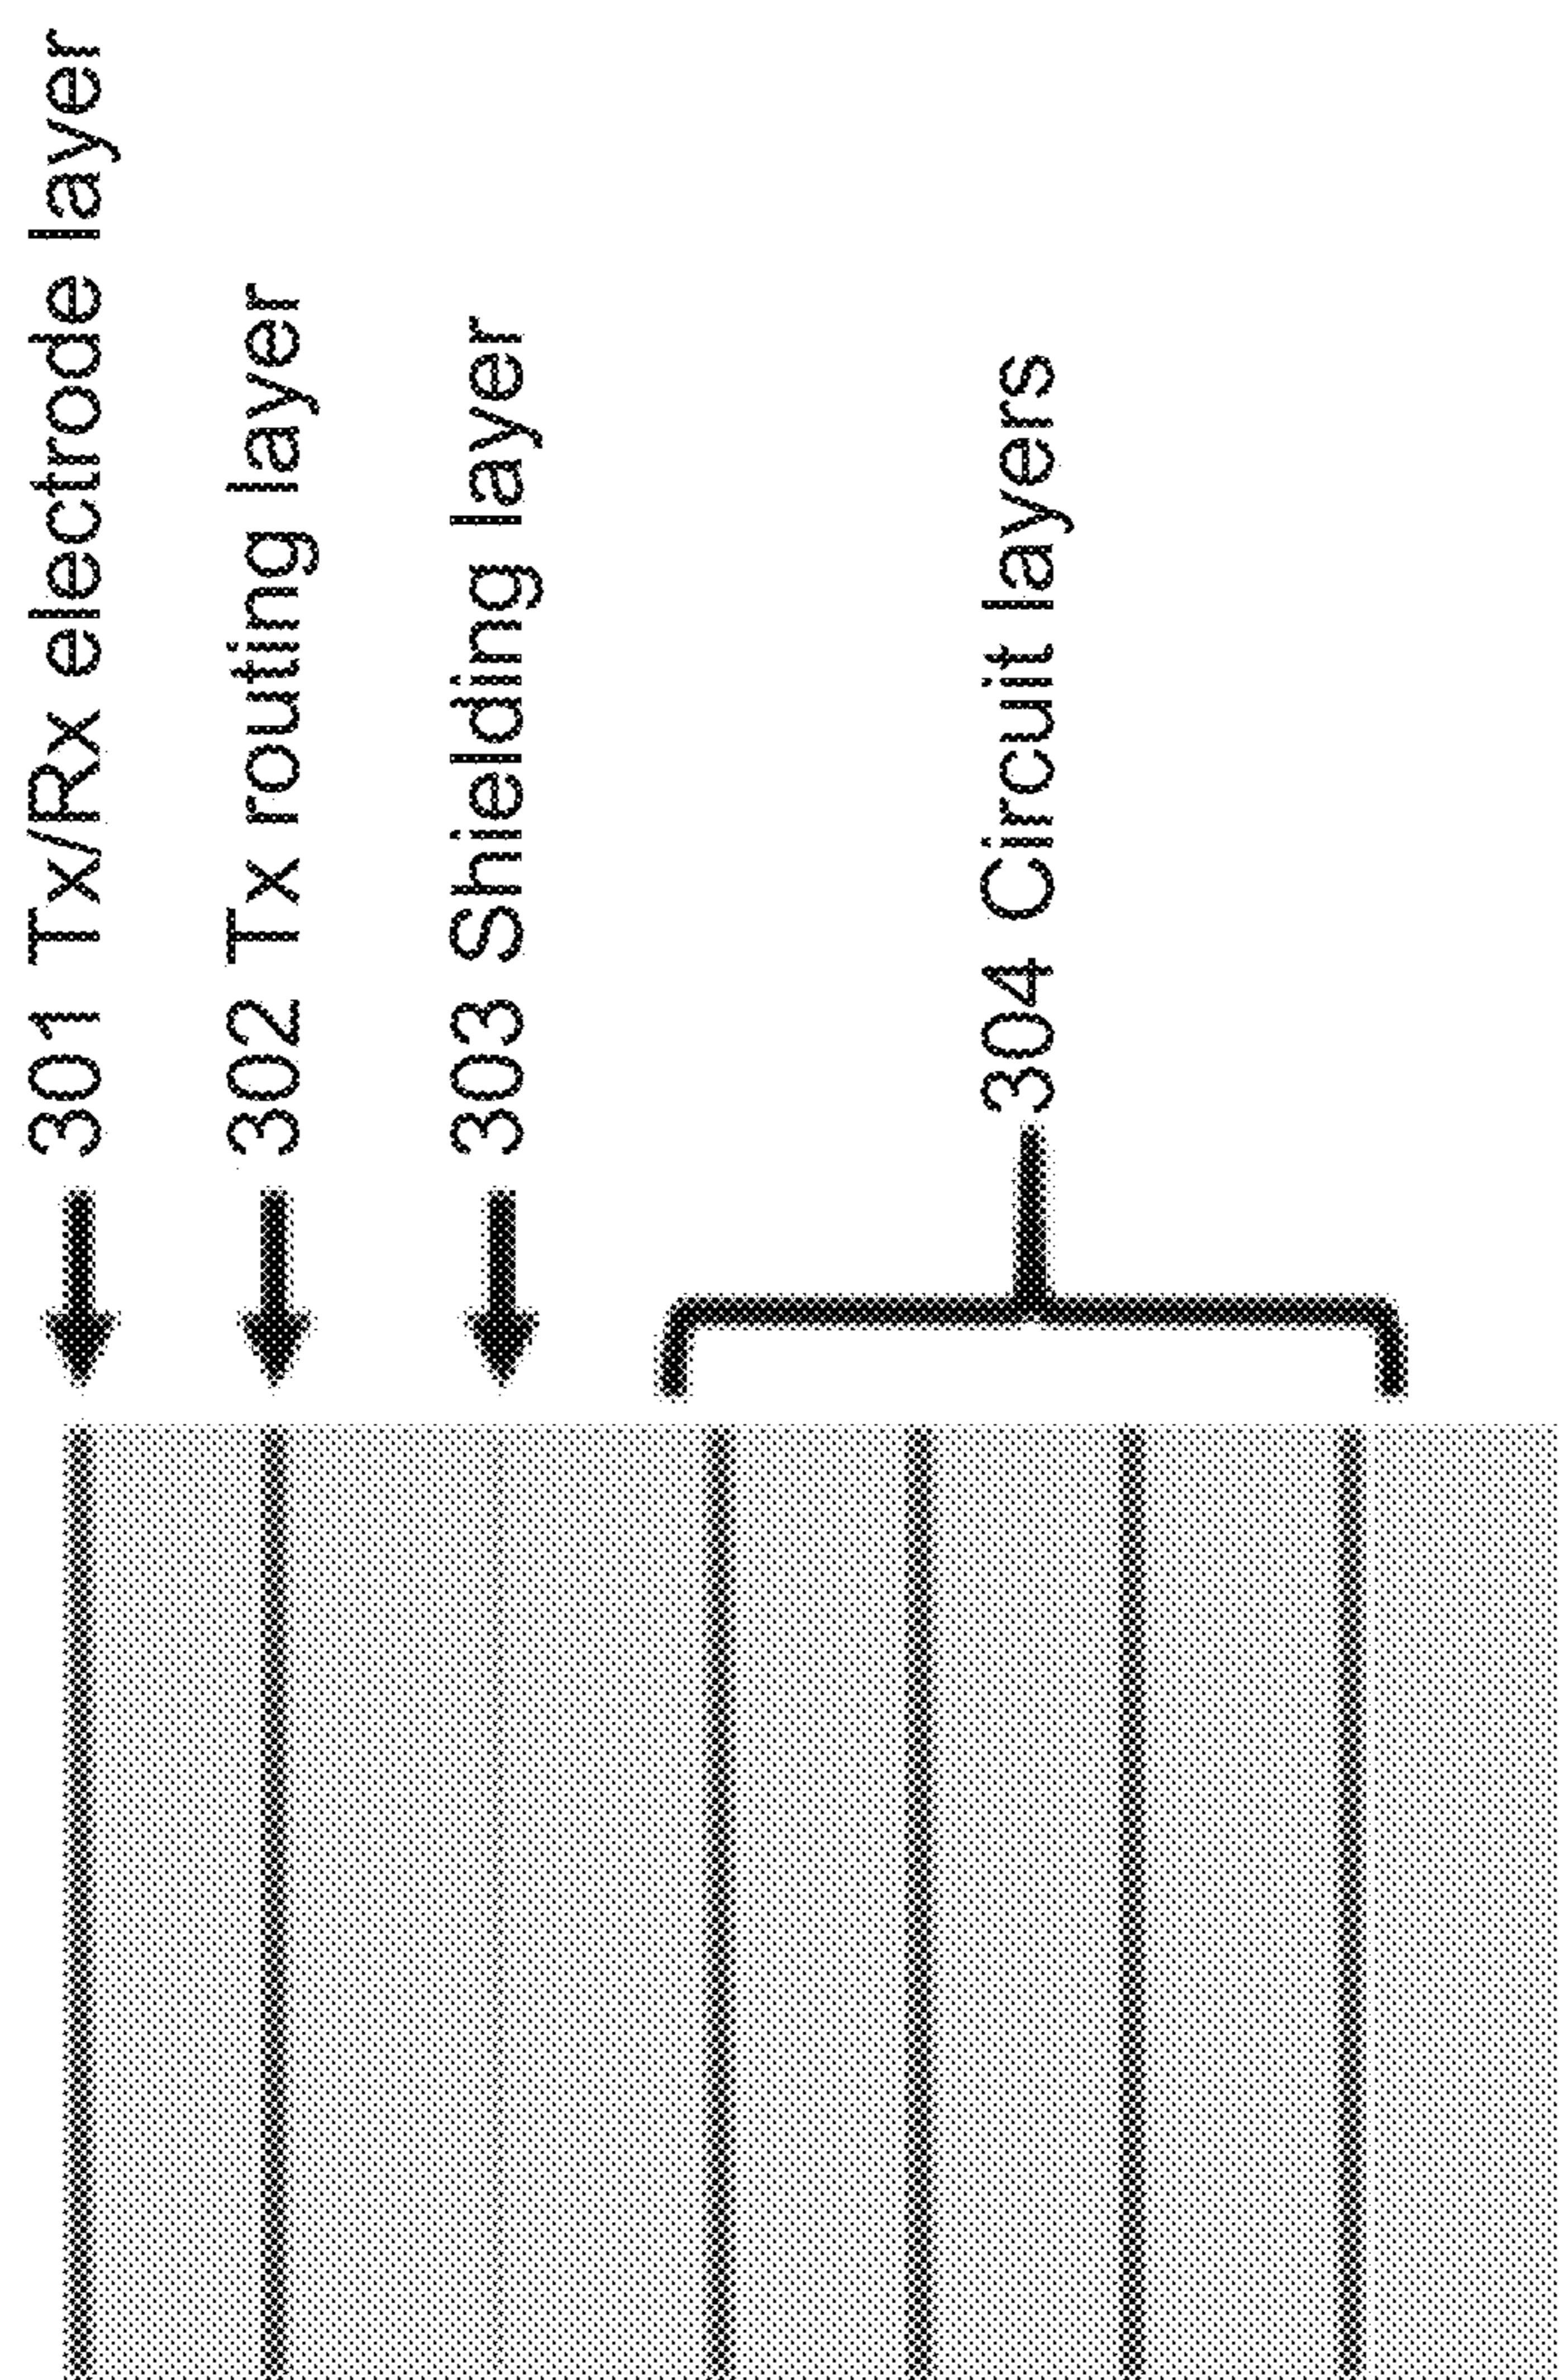 301 Tx/Rx electrode layer
302 Tx routing layer
303 Shielding layer
304 Circuit layers